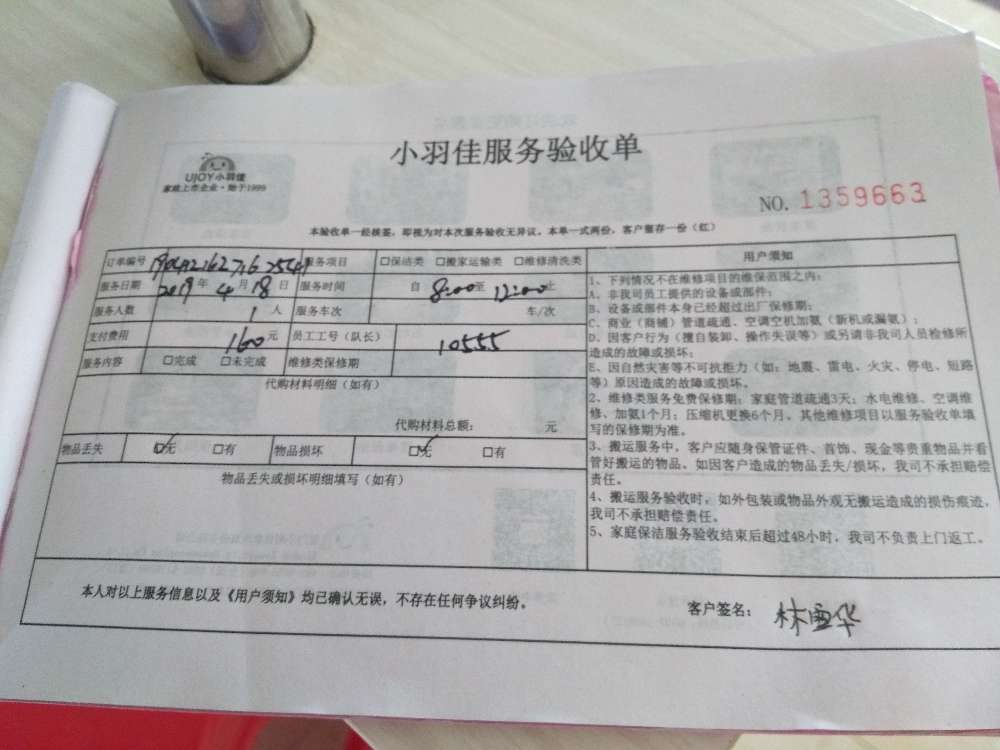 小羽佳服务验收单
UJOY小羽佳
家政上市企业·始于1999
NO. 1359663
本验收单一经核签，即视为对本次服务验收无异议。本单一式两份，客户留存一份（红）
订单编号 服务项目 □保洁类 □搬家运输类 □维修清洗类
服务日期 2019 年 4 月 18 日 服务时间 自 8:00 至 12:00 止
服务人数 1 人 服务车次 车/次
支付费用 160 元 员工工号（队长） 10555
服务内容 □完成 □未完成 维修类保修期
代购材料明细（如有）
代购材料总额： 元
物品丢失 ☑无 □有 物品损坏 ☑无 □有
物品丢失或损坏明细填写（如有）
用户须知
1、下列情况不在维修项目的维保范围之内：
A、非我司员工提供的设备或部件；
B、设备或部件本身已经超过出厂保修期；
C、商业（商铺）管道疏通、空调空机加氨（新机或漏氨）；
D、因客户行为（擅自装卸、操作失误等）或另请非我司人员检修所
造成的故障或损坏；
E、因自然灾害等不可抗拒力（如：地震、雷电、火灾、停电、短路
等）原因造成的故障或损坏。
2、维修类服务免费保修期：家庭管道疏通3天；水电维修、空调维
修、加氨1个月；压缩机更换6个月、其他维修项目以服务验收单填
写的保修期为准。
3、搬运服务中，客户应随身保管证件、首饰、现金等贵重物品并看
管好搬运的物品。如因客户造成的物品丢失/损坏，我司不承担赔偿
责任。
4、搬运服务验收时，如外包装或物品外观无搬运造成的损伤痕迹，
我司不承担赔偿责任。
5、家庭保洁服务验收结束后超过48小时，我司不负责上门返工。
本人对以上服务信息以及《用户须知》均已确认无误，不存在任何争议纠纷。
客户签名： 林雪华